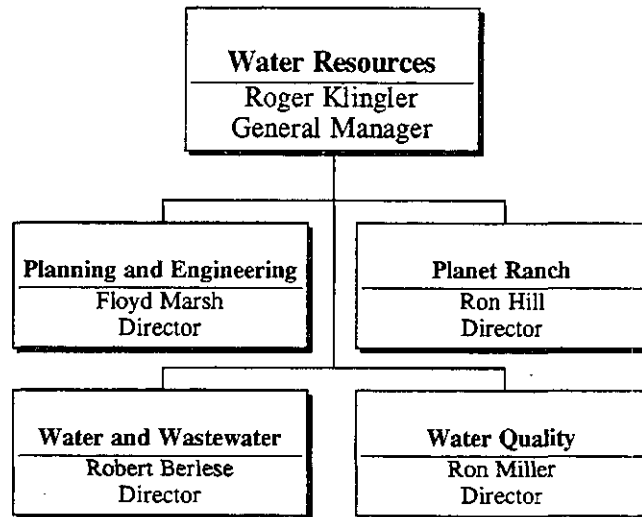 Water Resources
Roger Klingler
General Manager
Planning and Engineering
Floyd Marsh
Director
Planet Ranch
Ron Hill
Director
Water and Wastewater
Robert Berlese
Director
Water Quality
Ron Miller
Director